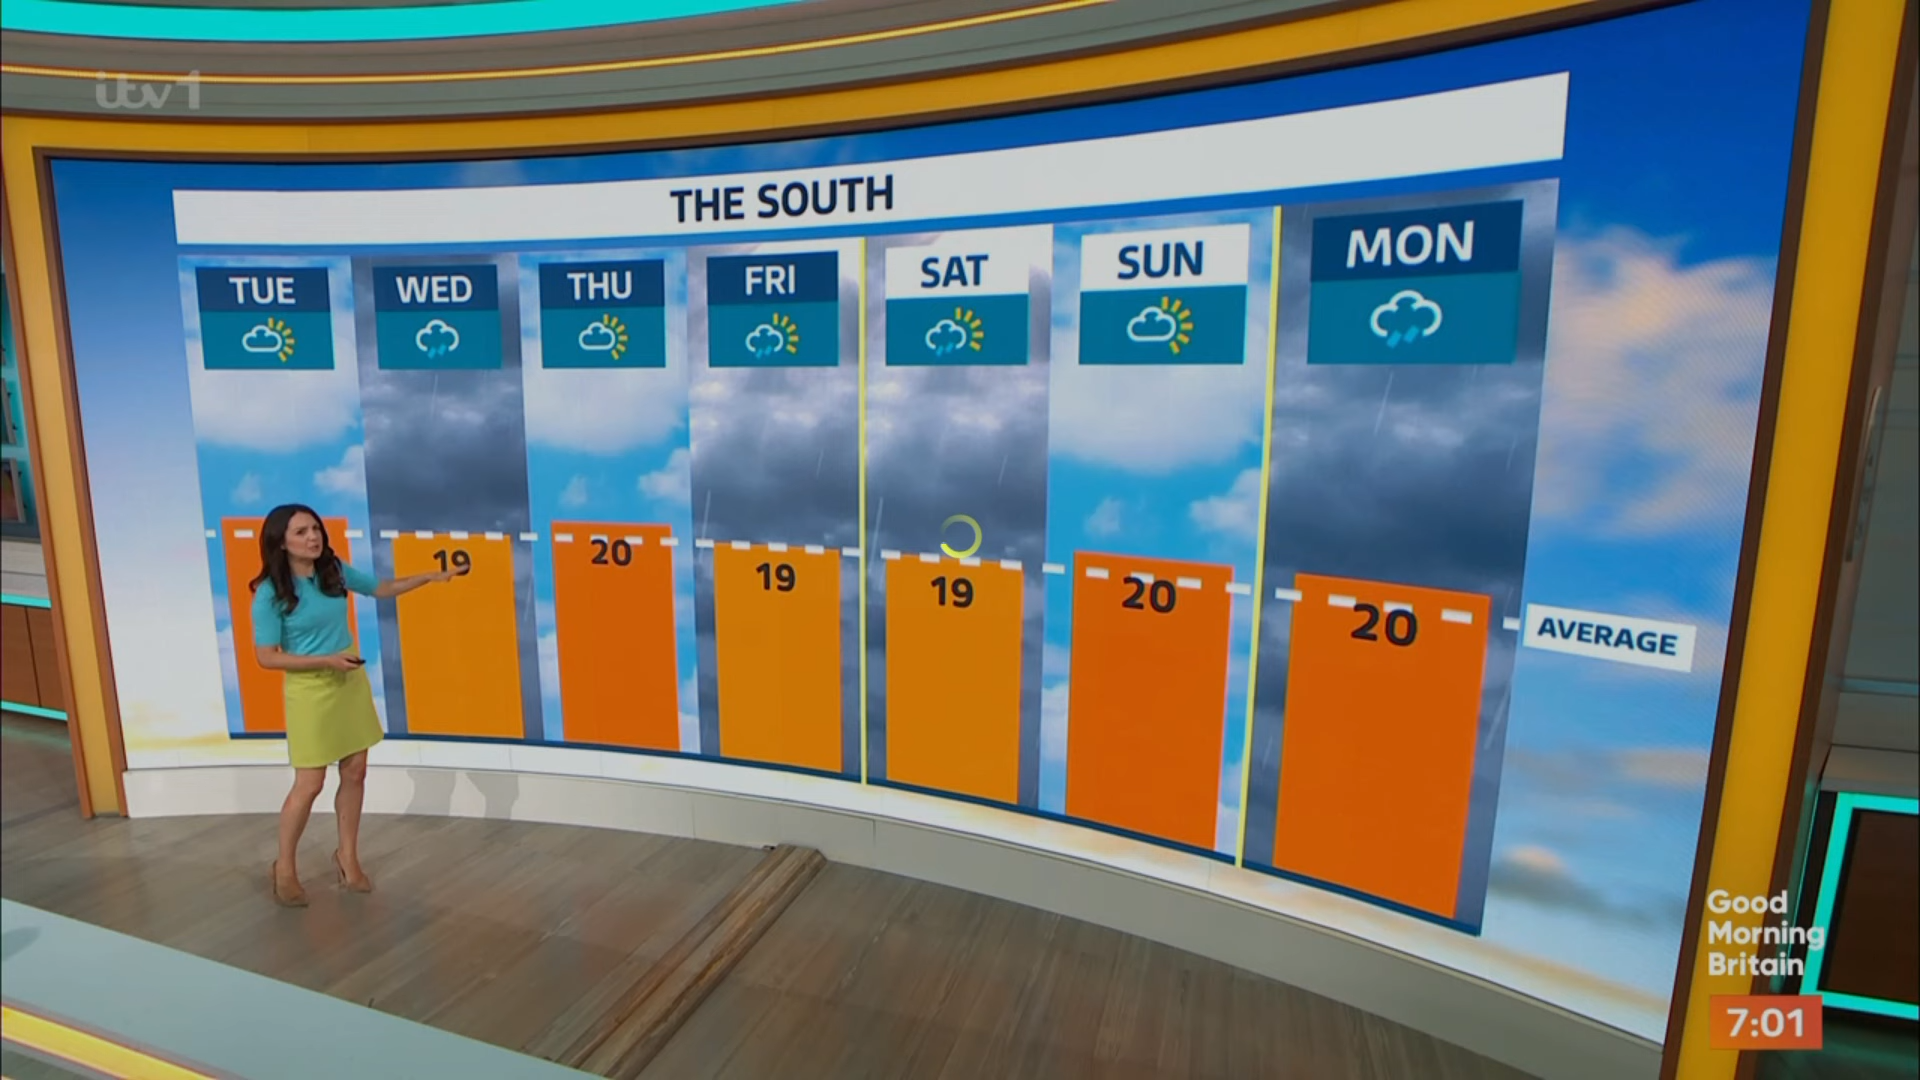 itv1
THE SOUTH
TUE
WED
THU
FRI
SAT
SUN
MON
19
20
19
19
20
20
AVERAGE
Good
Morning
Britain
7:01